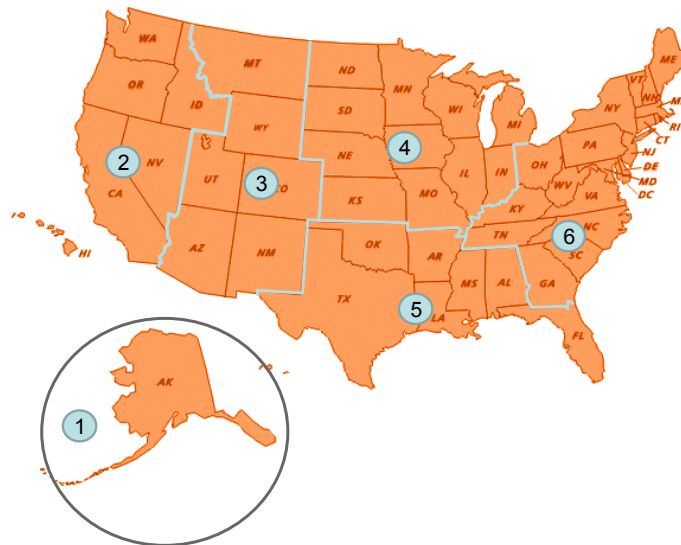 WA
MT
ND
MN
ME
OR
ID
SD
WI
VT
NH
MI
NY
RI
WY
CT
2
NV
4
NE
PA
NJ
3
IL
IN
OH
DE
CA
UT
MO
WV
MD
VA
DC
KS
KY
6
NC
HI
AZ
NM
OK
TN
AR
SC
TX
5
LA
MS
AL
GA
FL
AK
1